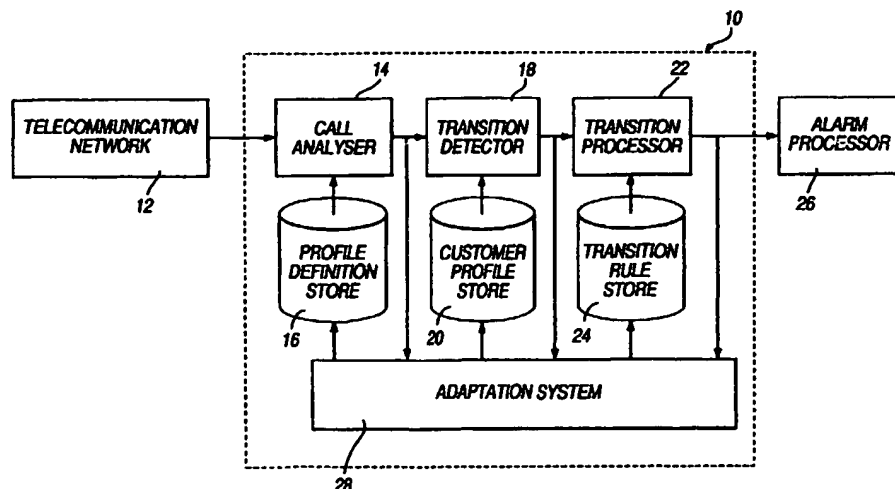 10
14
18
22
TELECOMMUNICATION
NETWORK
12
CALL
ANALYSER
TRANSITION
DETECTOR
TRANSITION
PROCESSOR
ALARM
PROCESSOR
26
PROFILE
DEFINITION
STORE
16
CUSTOMER
PROFILE
STORE
20
TRANSITION
RULE
STORE
24
ADAPTATION SYSTEM
28